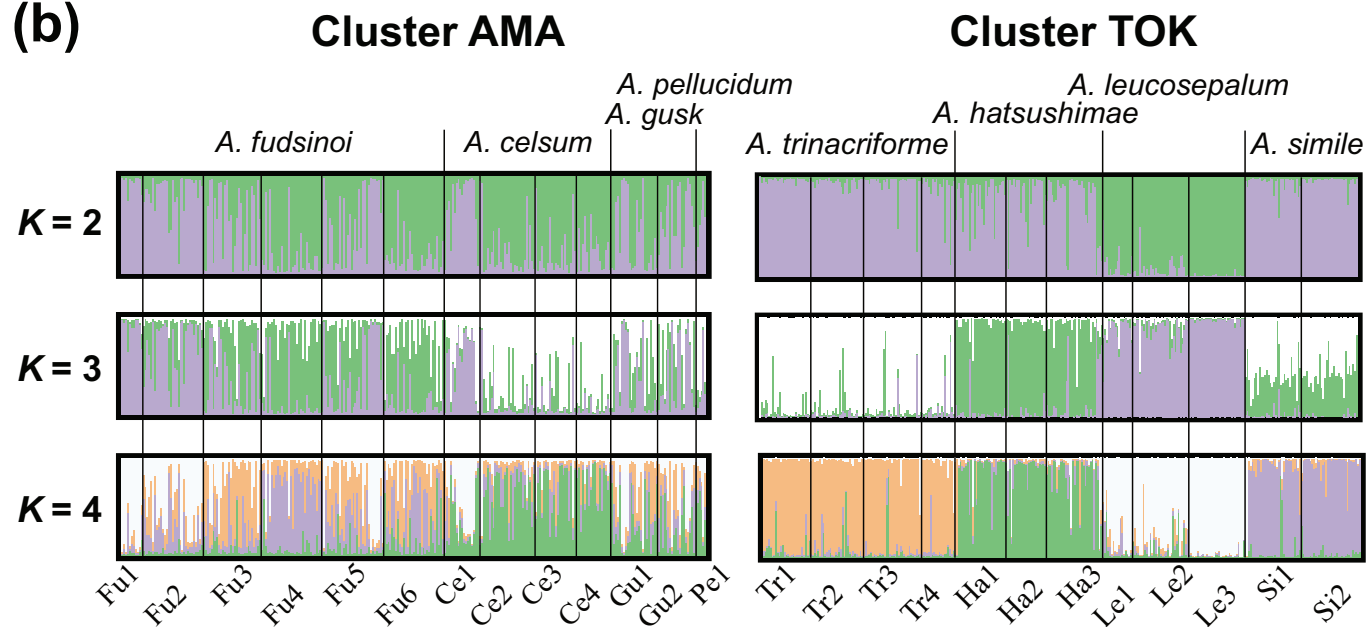 (b)
Cluster AMA
Cluster TOK
A. pellucidum
A. leucosepalum
A. gusk
A. hatsushimae
A. fudsinoi
A. celsum
A. trinacriforme
A. simile
K = 2
K = 3
K = 4
Fu1
Fu2
Fu3
Fu4
Fu5
Fu6
Ce1
Ce2
Ce3
Ce4
Gu1
Gu2
Pe1
Tr1
Tr2
Tr3
Tr4
Ha1
Ha2
Ha3
Le1
Le2
Le3
Si1
Si2